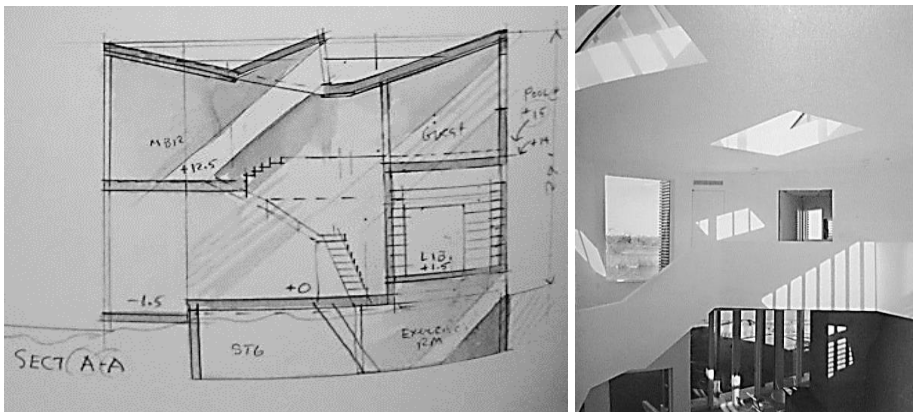 MBR
+12.5
Guest
POOL
+15
+14
LIB.
+1.5
-1.5
+0
STG
Exercise
RM
SECT A-A